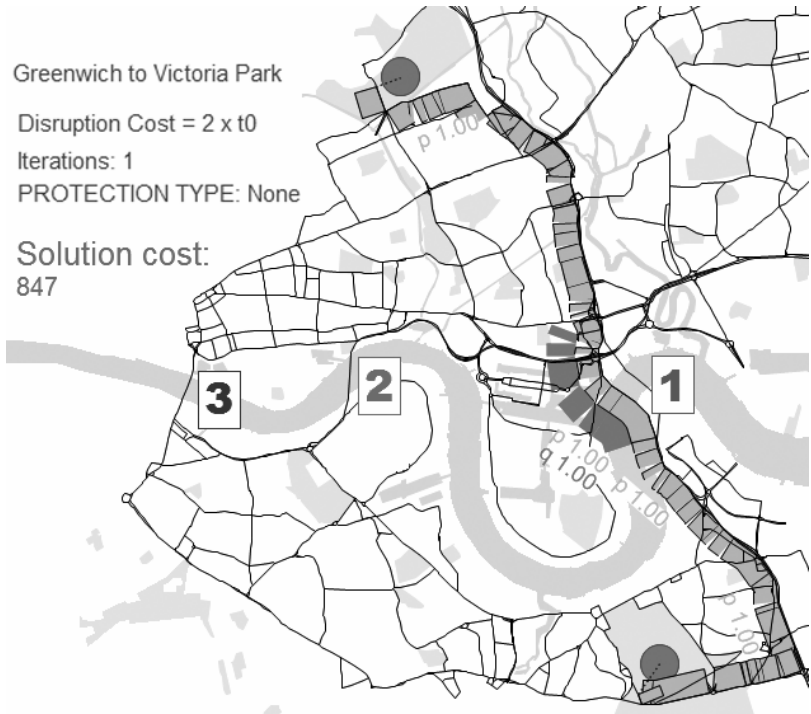 Greenwich to Victoria Park
Disruption Cost = 2 x t0
Iterations: 1
PROTECTION TYPE: None
Solution cost:
847
p 1.00
3
2
1
p 1.00
q 1.00
p 1.00
p 1.00